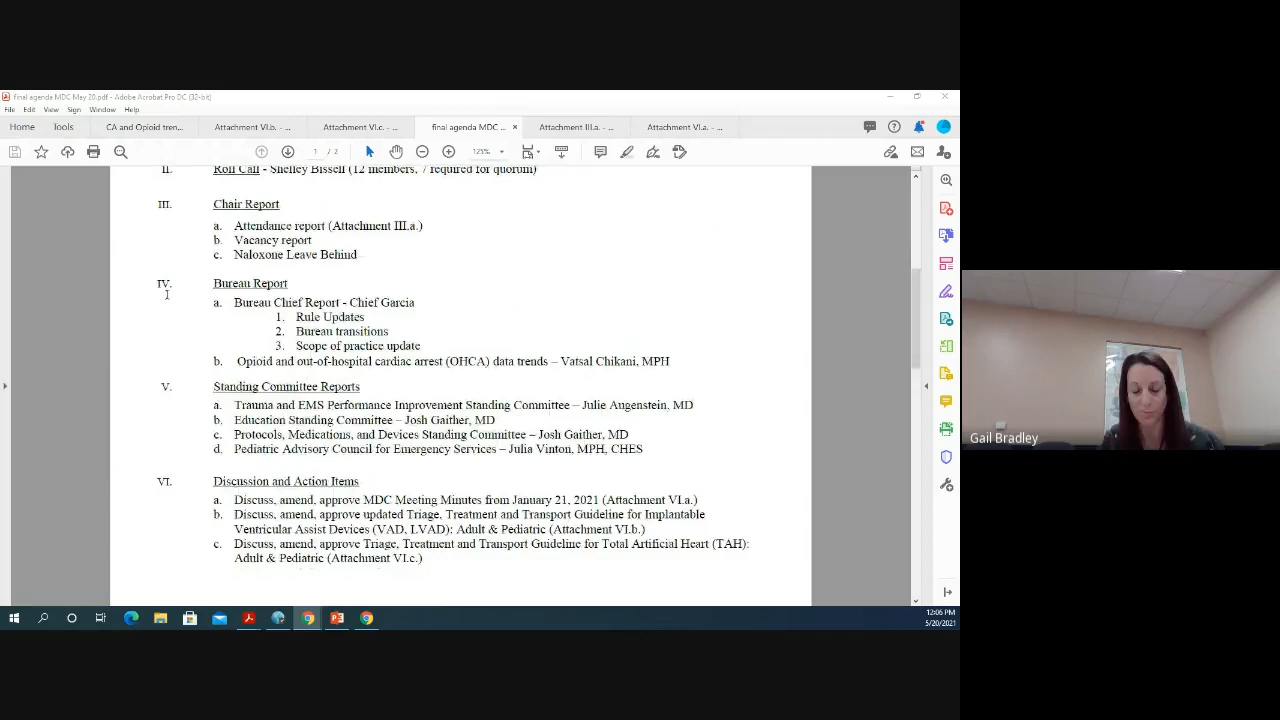 final agenda MDC May 20.pdf - Adobe Acrobat Pro DC (32-bit)
File Edit View Sign Window Help
Home Tools CA and Opioid tren... Attachment VI.b. - ... Attachment VI.c. - ... final agenda MDC ... Attachment III.a. - ... Attachment VI.a. - ...
1 / 2 125%
II. Roll Call - Shelley Bissell (12 members, 7 required for quorum)
III. Chair Report
a. Attendance report (Attachment III.a.)
b. Vacancy report
c. Naloxone Leave Behind
IV. Bureau Report
a. Bureau Chief Report - Chief Garcia
1. Rule Updates
2. Bureau transitions
3. Scope of practice update
b. Opioid and out-of-hospital cardiac arrest (OHCA) data trends – Vatsal Chikani, MPH
V. Standing Committee Reports
a. Trauma and EMS Performance Improvement Standing Committee – Julie Augenstein, MD
b. Education Standing Committee – Josh Gaither, MD
c. Protocols, Medications, and Devices Standing Committee – Josh Gaither, MD
d. Pediatric Advisory Council for Emergency Services – Julia Vinton, MPH, CHES
VI. Discussion and Action Items
a. Discuss, amend, approve MDC Meeting Minutes from January 21, 2021 (Attachment VI.a.)
b. Discuss, amend, approve updated Triage, Treatment and Transport Guideline for Implantable
Ventricular Assist Devices (VAD, LVAD): Adult & Pediatric (Attachment VI.b.)
c. Discuss, amend, approve Triage, Treatment and Transport Guideline for Total Artificial Heart (TAH):
Adult & Pediatric (Attachment VI.c.)
Gail Bradley
12:06 PM
5/20/2021